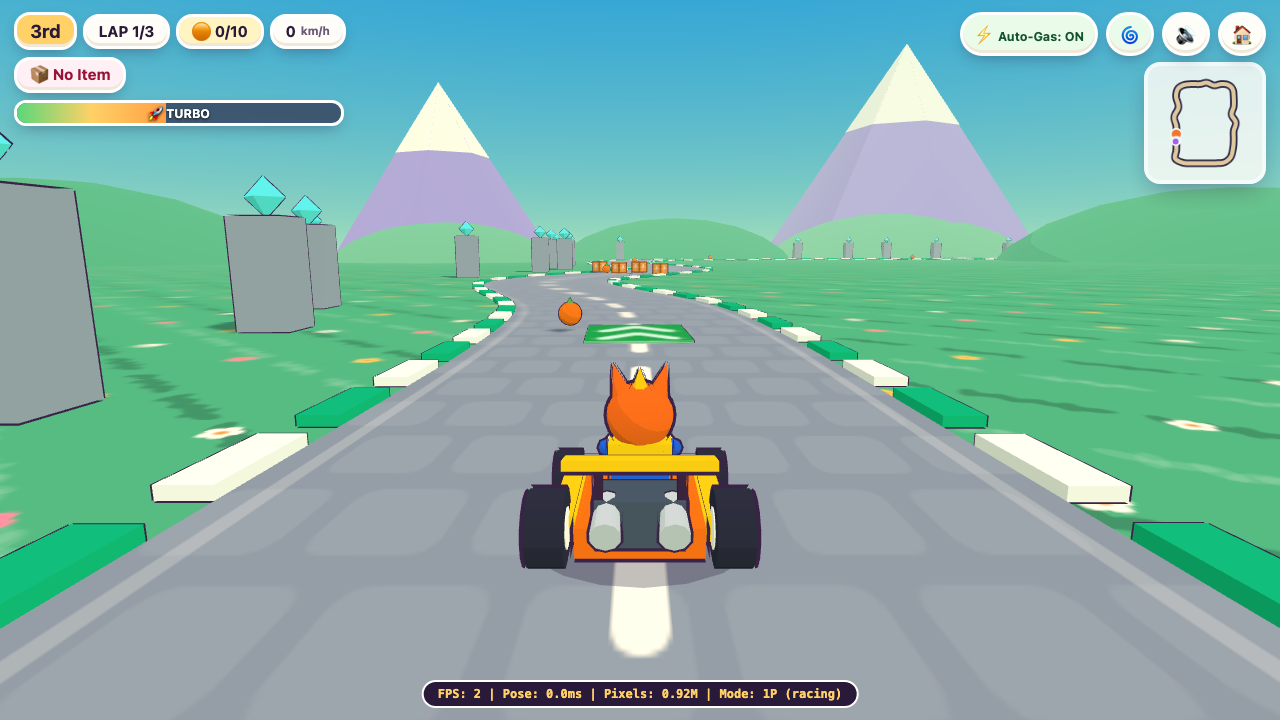 3rd
LAP 1/3
0/10
0 km/h
Auto-Gas: ON
No Item
TURBO
FPS: 2 | Pose: 0.0ms | Pixels: 0.92M | Mode: 1P (racing)